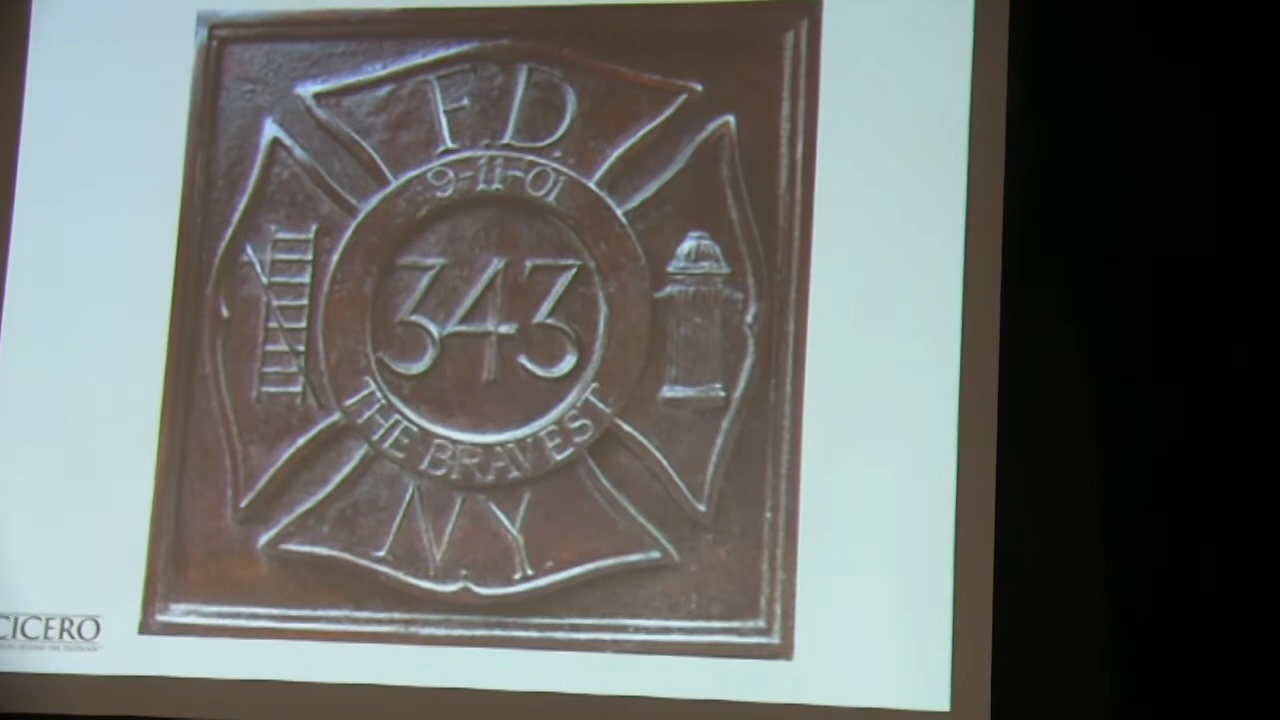 F.D.
9-11-01
343
THE BRAVEST
N.Y
CICERO